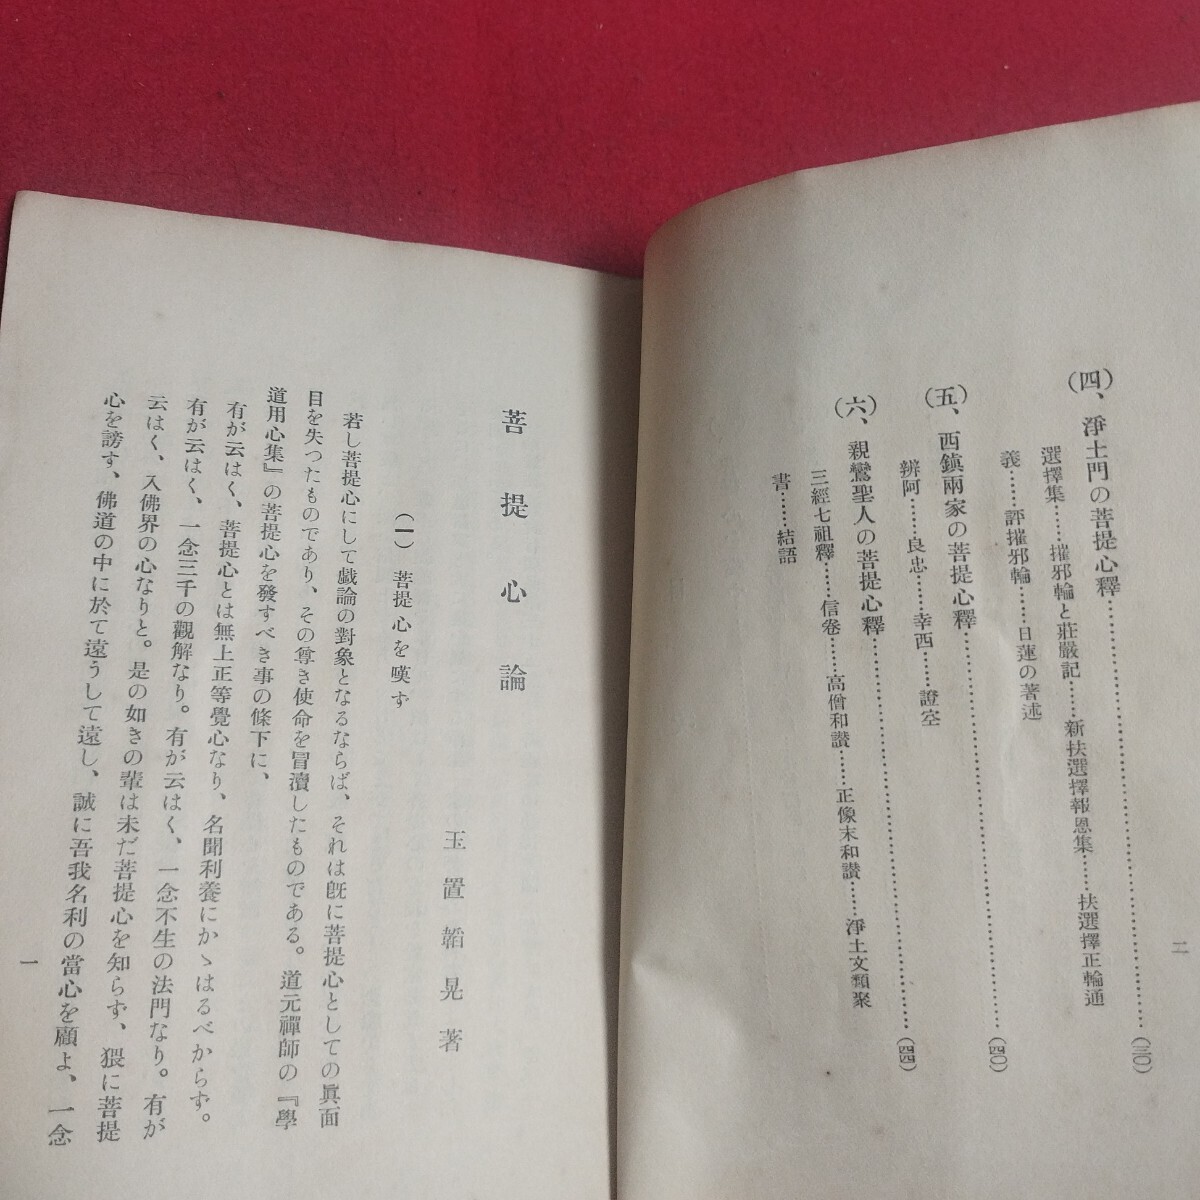 (四)、淨土門の菩提心釋……………………(三〇)
選擇集……摧邪輪と莊嚴記……新扶選擇報恩集……扶選擇正輪通
義……評摧邪輪……日蓮の著述
(五)、西鎭兩家の菩提心釋……………………(四〇)
辨阿……良忠……幸西……證空
(六)、親鸞聖人の菩提心釋……………………(四四)
三經七祖釋……信卷……高僧和讃……正像末和讃……淨土文類聚
書……結語
二
菩提心論
玉置韜晃著
(一) 菩提心を嘆ず
若し菩提心にして戯論の對象となるならば、それは既に菩提心としての眞面
目を失つたものであり、その尊き使命を冒瀆したものである。道元禪師の『學
道用心集』の菩提心を發すべき事の條下に、
有が云はく、菩提心とは無上正等覺心なり、名聞利養にかゝはるべからず。
有が云はく、一念三千の觀解なり。有が云はく、一念不生の法門なり。有が
云はく、入佛界の心なりと。是の如きの輩は未だ菩提心を知らず、猥に菩提
心を謗す、佛道の中に於て遠うして遠し、誠に吾我名利の當心を顧よ、一念
一